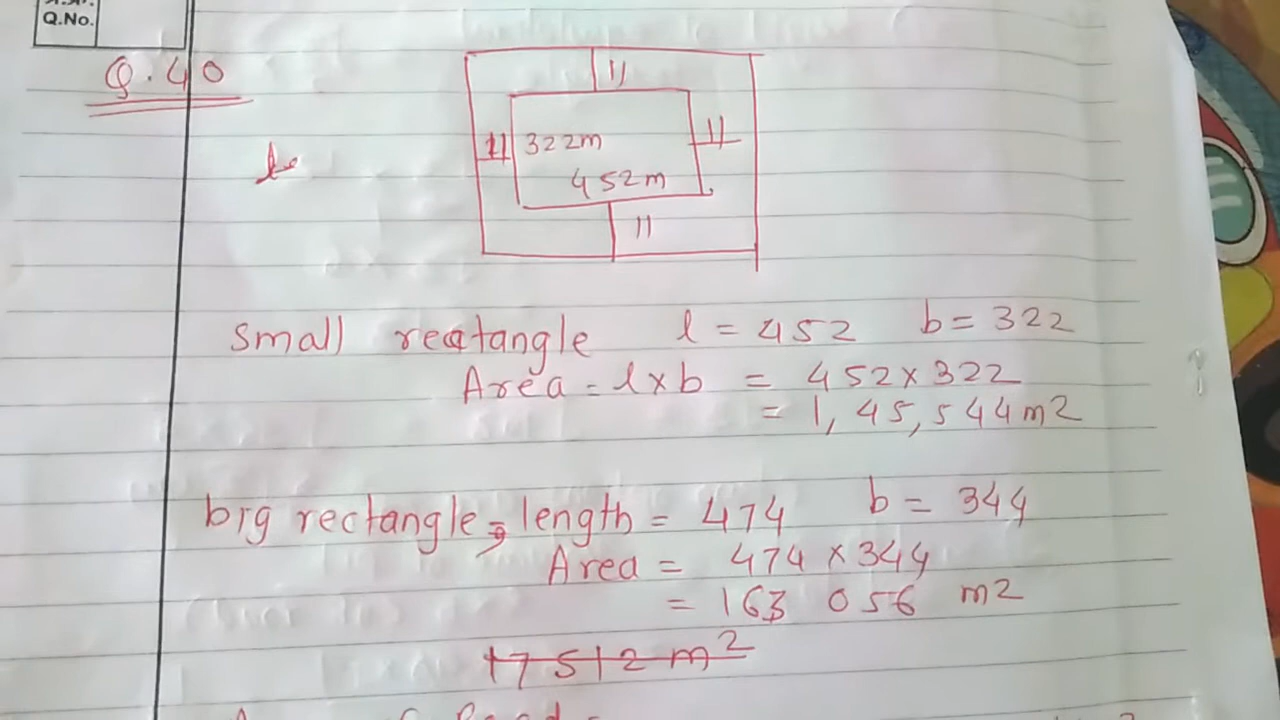 Q.No.
Q.40
11
11 322m 11
452m
11
small rectangle l = 452 b = 322
Area = l x b = 452 x 322
= 1,45,544 m2
big rectangle, length = 474 b = 344
Area = 474 x 344
= 163 056 m2
17512 m²